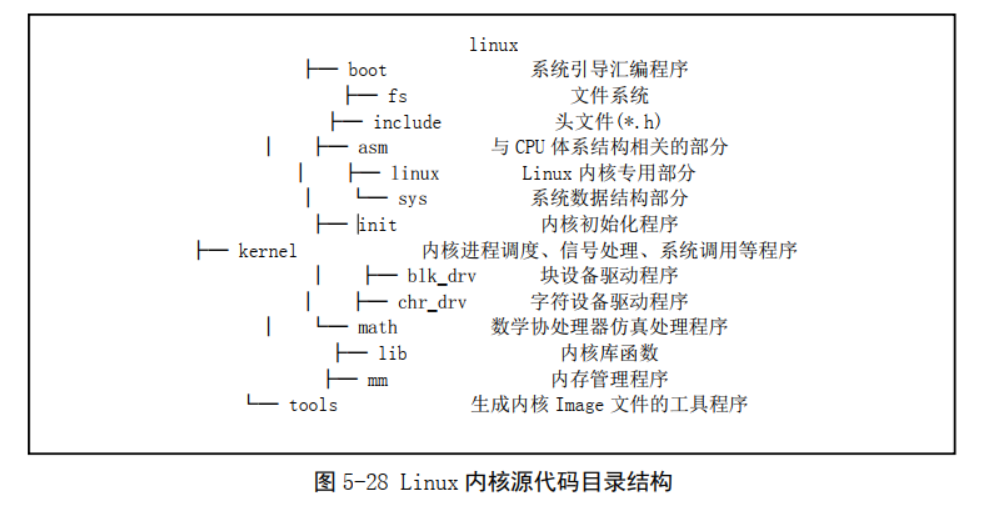 linux
├── boot 系统引导汇编程序
├── fs 文件系统
├── include 头文件(*.h)
│ ├── asm 与 CPU 体系结构相关的部分
│ ├── linux Linux 内核专用部分
│ └── sys 系统数据结构部分
├── init 内核初始化程序
├── kernel 内核进程调度、信号处理、系统调用等程序
│ ├── blk_drv 块设备驱动程序
│ ├── chr_drv 字符设备驱动程序
│ └── math 数学协处理器仿真处理程序
├── lib 内核库函数
├── mm 内存管理程序
└── tools 生成内核 Image 文件的工具程序
图 5-28 Linux 内核源代码目录结构